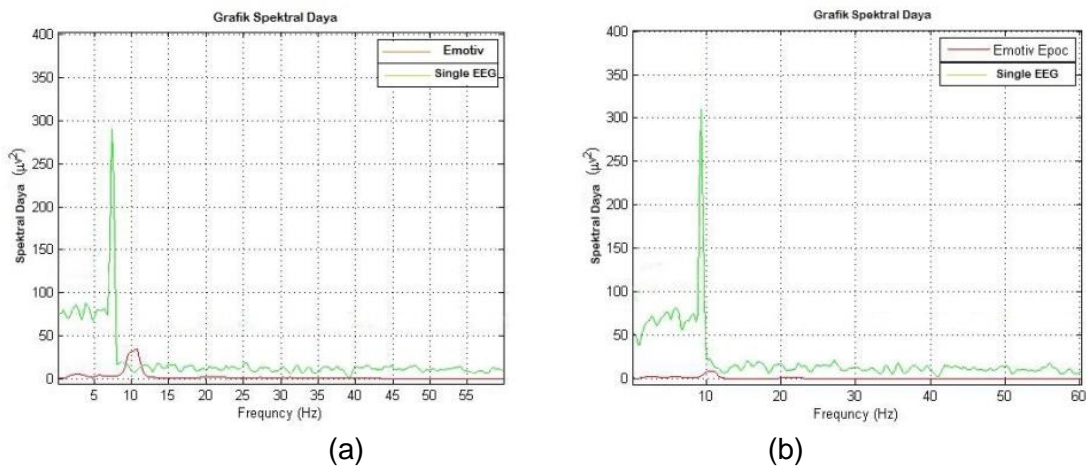 Grafik Spektral Daya
400
350
300
250
200
150
100
50
0
Spektral Daya (µv²)
5 10 15 20 25 30 35 40 45 50 55
Frequncy (Hz)
Emotiv
Single EEG
(a)
Grafik Spektral Daya
400
350
300
250
200
150
100
50
0
Spektral Daya (µv²)
10 20 30 40 50 60
Frequncy (Hz)
Emotiv Epoc
Single EEG
(b)